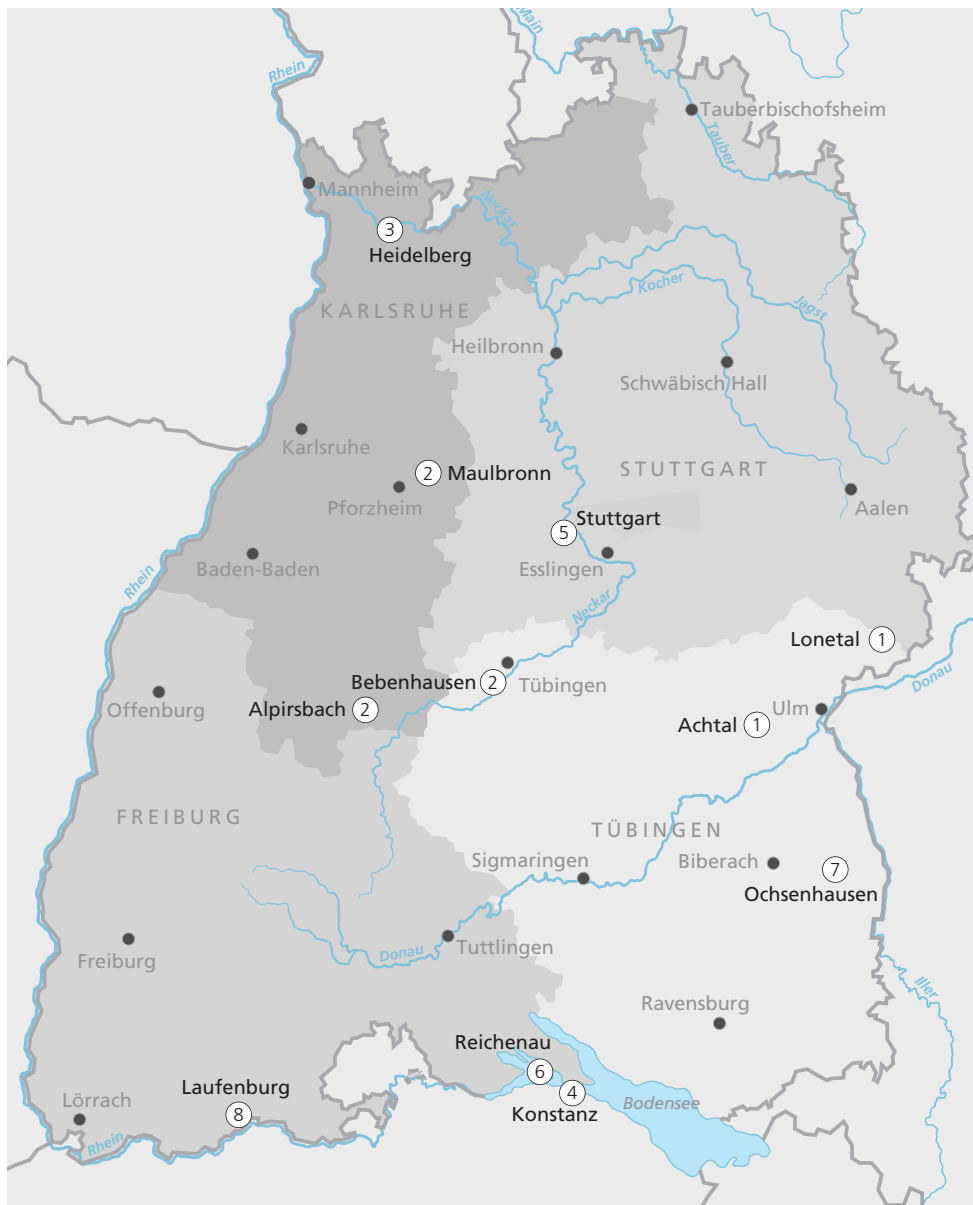 Main
Rhein
Tauberbischofsheim
Tauber
Mannheim
Neckar
3
Heidelberg
Kocher
Jagst
KARLSRUHE
Heilbronn
Schwäbisch Hall
Karlsruhe
2 Maulbronn
STUTTGART
Pforzheim
Aalen
Stuttgart
5
Baden-Baden
Esslingen
Rhein
Neckar
Lonetal 1
Bebenhausen 2
Tübingen
Donau
Offenburg
Alpirsbach 2
Achtal 1
Ulm
FREIBURG
TÜBINGEN
Sigmaringen
Biberach
7
Ochsenhausen
Freiburg
Donau
Tuttlingen
Iller
Ravensburg
Reichenau
6
Laufenburg
8
4
Konstanz
Bodensee
Lörrach
Rhein